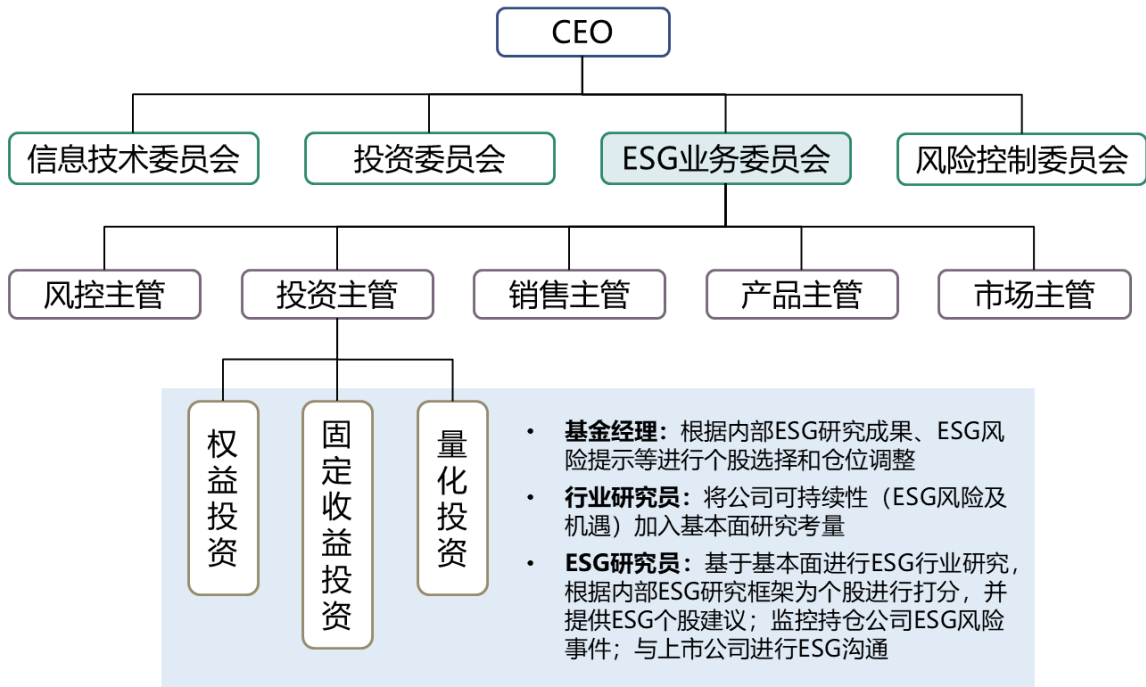 CEO
信息技术委员会
投资委员会
ESG业务委员会
风险控制委员会
风控主管
投资主管
销售主管
产品主管
市场主管
权益投资
固定收益投资
量化投资
• 基金经理：根据内部ESG研究成果、ESG风
险提示等进行个股选择和仓位调整
• 行业研究员：将公司可持续性（ESG风险及
机遇）加入基本面研究考量
• ESG研究员：基于基本面进行ESG行业研究，
根据内部ESG研究框架为个股进行打分，并
提供ESG个股建议；监控持仓公司ESG风险
事件；与上市公司进行ESG沟通